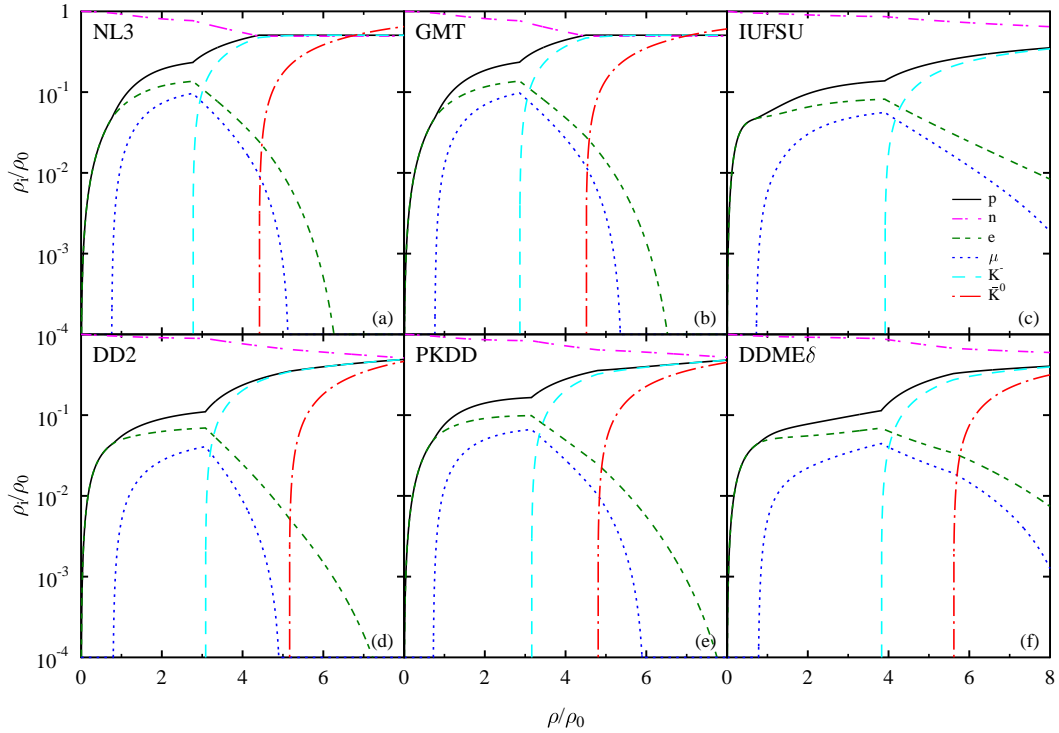 1
NL3
GMT
IUFSU
10⁻¹
ρᵢ/ρ₀
10⁻²
p
n
e
μ
K⁻
K̄⁰
10⁻³
10⁻⁴
(a)
(b)
(c)
DD2
PKDD
DDMEδ
10⁻¹
ρᵢ/ρ₀
10⁻²
10⁻³
10⁻⁴
(d)
(e)
(f)
0 2 4 6 0 2 4 6 0 2 4 6 8
ρ/ρ₀